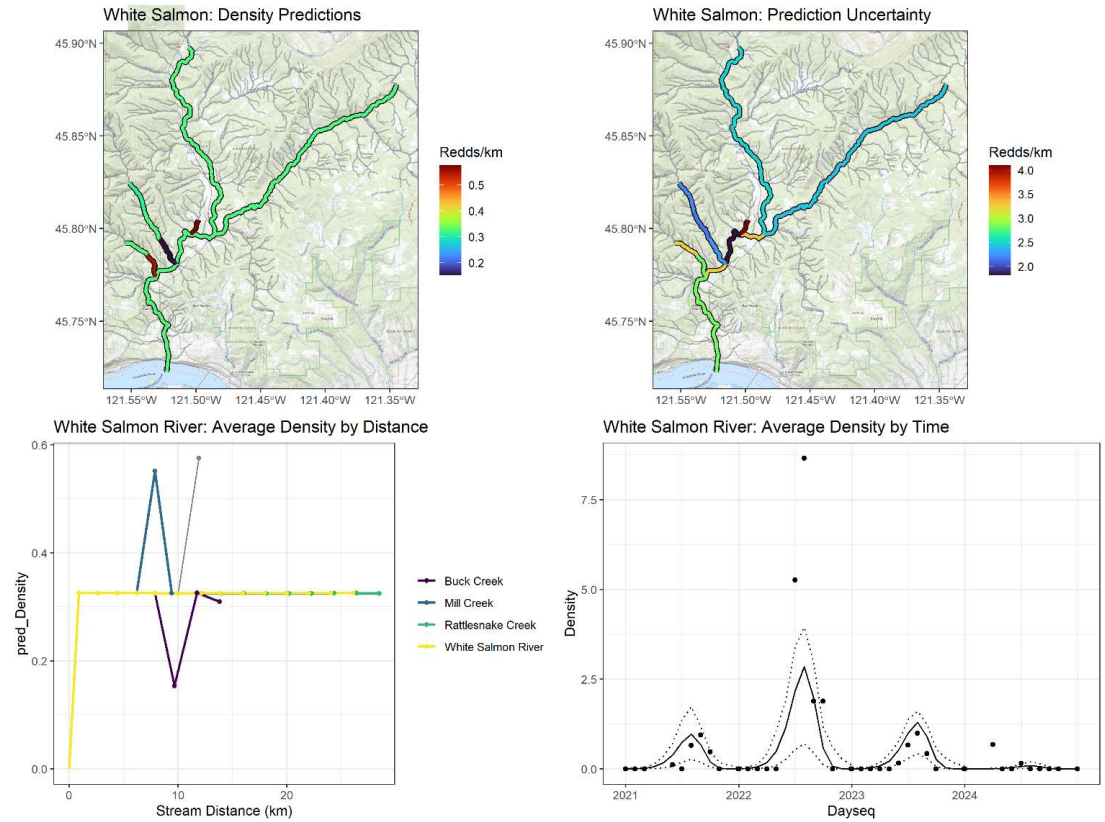 White Salmon: Density Predictions
45.90°N
45.85°N
45.80°N
45.75°N
121.55°W
121.50°W
121.45°W
121.40°W
121.35°W
Redds/km
0.5
0.4
0.3
0.2
White Salmon: Prediction Uncertainty
45.90°N
45.85°N
45.80°N
45.75°N
121.55°W
121.50°W
121.45°W
121.40°W
121.35°W
Redds/km
4.0
3.5
3.0
2.5
2.0
White Salmon River: Average Density by Distance
pred_Density
0.6
0.4
0.2
0.0
0
10
20
Stream Distance (km)
Buck Creek
Mill Creek
Rattlesnake Creek
White Salmon River
White Salmon River: Average Density by Time
Density
7.5
5.0
2.5
0.0
2021
2022
2023
2024
Dayseq